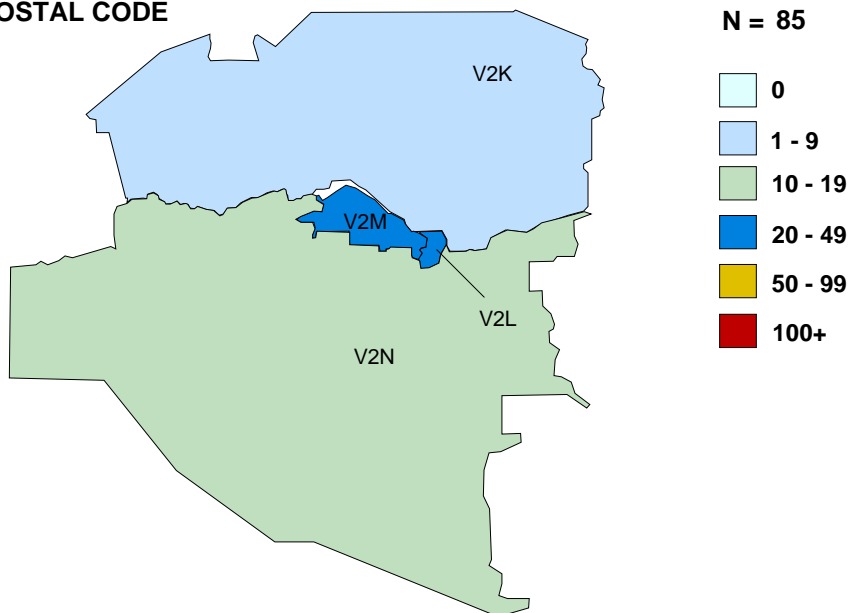 OSTAL CODE
N = 85
0
1 - 9
10 - 19
20 - 49
50 - 99
100+
V2K
V2M
V2L
V2N